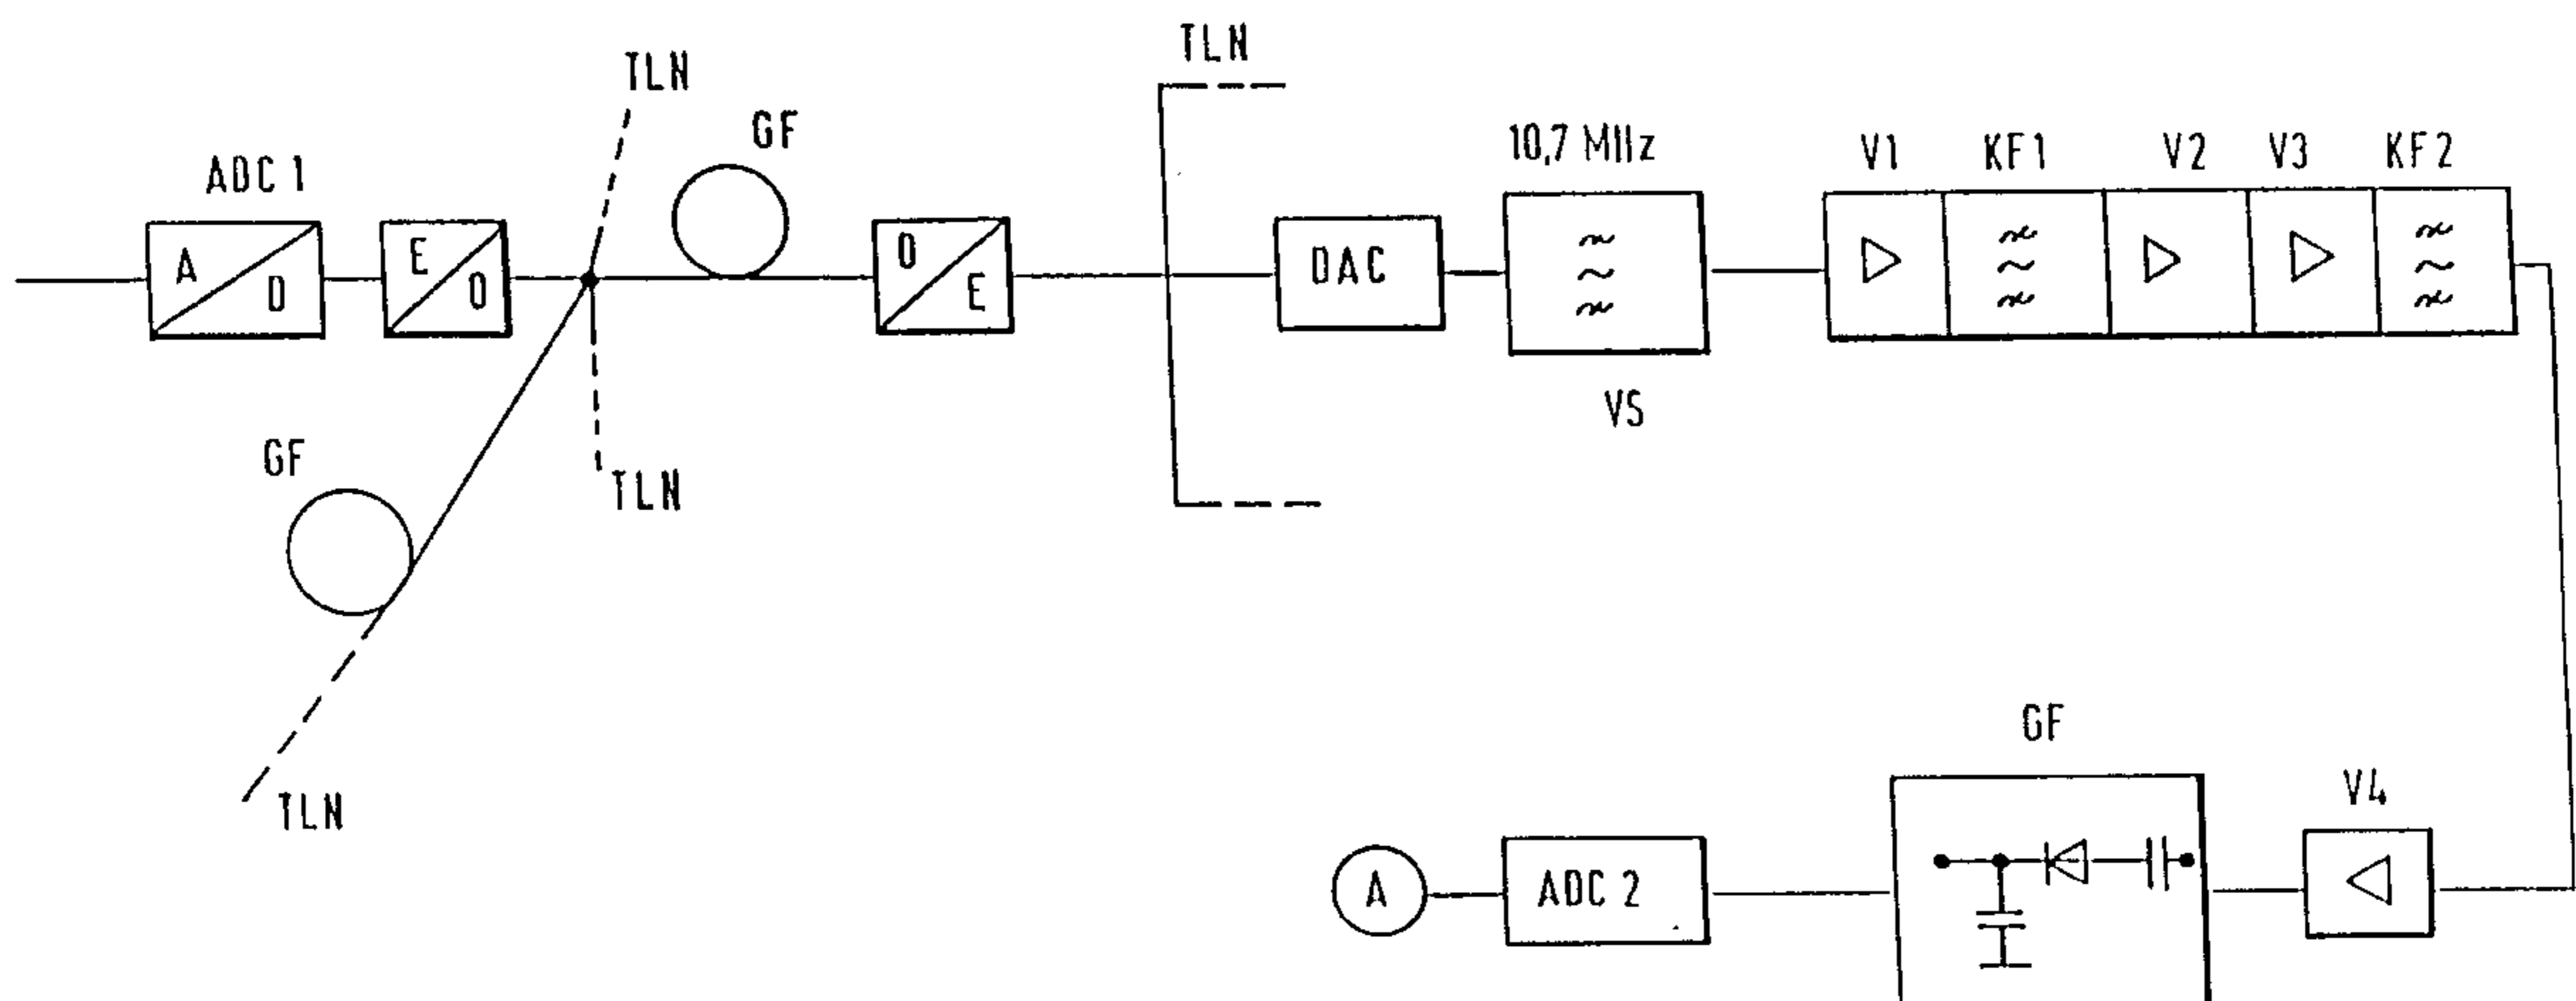 TLN
TLN
GF
ADC 1
10,7 MHz
V1
KF1
V2
V3
KF2
A
D
E
O
O
E
DAC
VS
GF
TLN
TLN
GF
V4
A
ADC 2